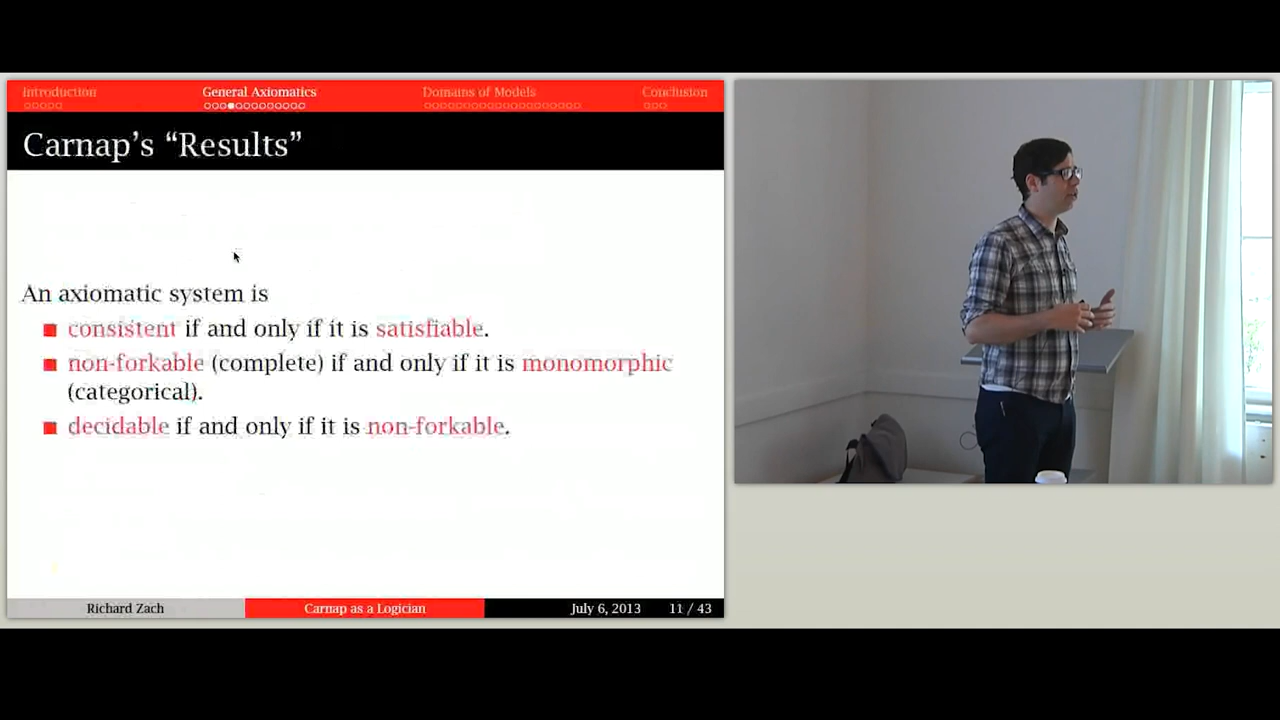 Introduction General Axiomatics Domains of Models Conclusion
Carnap's “Results”
An axiomatic system is
consistent if and only if it is satisfiable.
non-forkable (complete) if and only if it is monomorphic
(categorical).
decidable if and only if it is non-forkable.
Richard Zach Carnap as a Logician July 6, 2013 11 / 43